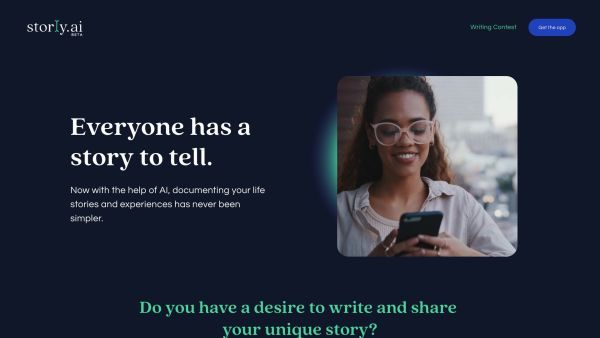 storIy.ai
BETA
Writing Contest
Get the app
Everyone has a
story to tell.
Now with the help of AI, documenting your life
stories and experiences has never been
simpler.
Do you have a desire to write and share
your unique story?